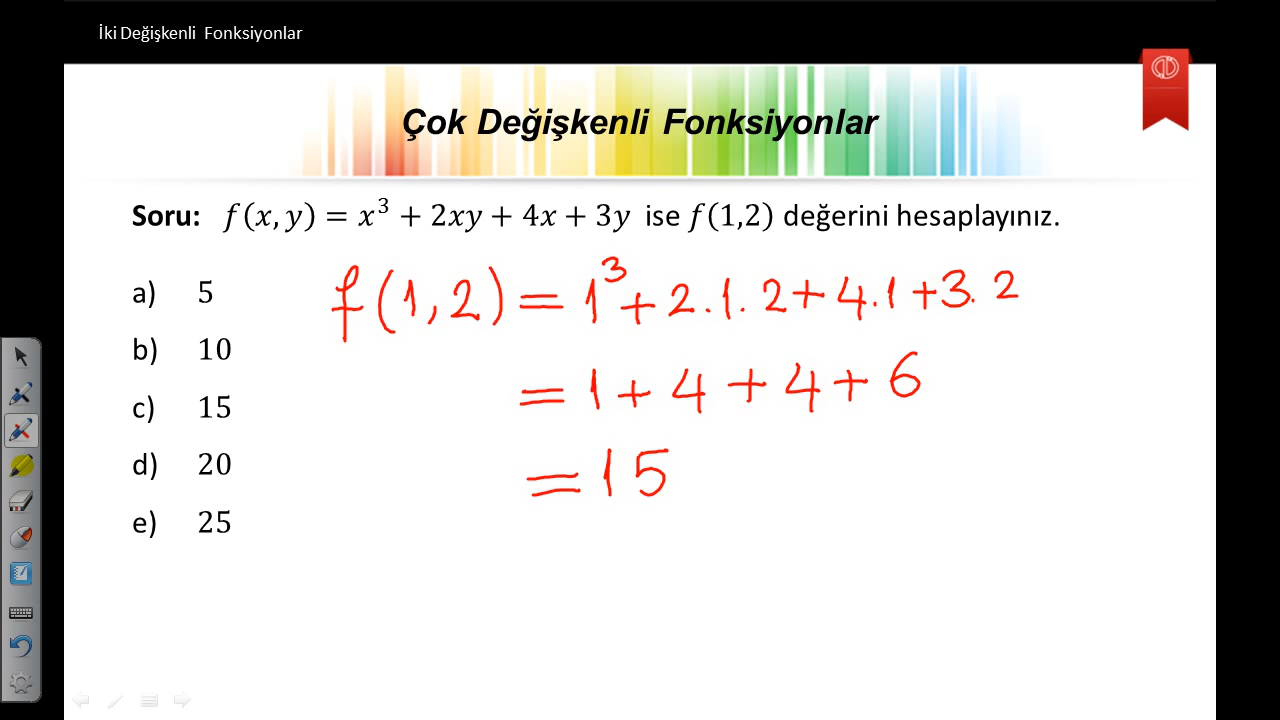 İki Değişkenli Fonksiyonlar
Çok Değişkenli Fonksiyonlar
Soru: f(x, y) = x³ + 2xy + 4x + 3y ise f(1,2) değerini hesaplayınız.
a) 5
b) 10
c) 15
d) 20
e) 25
f(1,2) = 1³ + 2.1.2 + 4.1 + 3.2
= 1 + 4 + 4 + 6
= 15